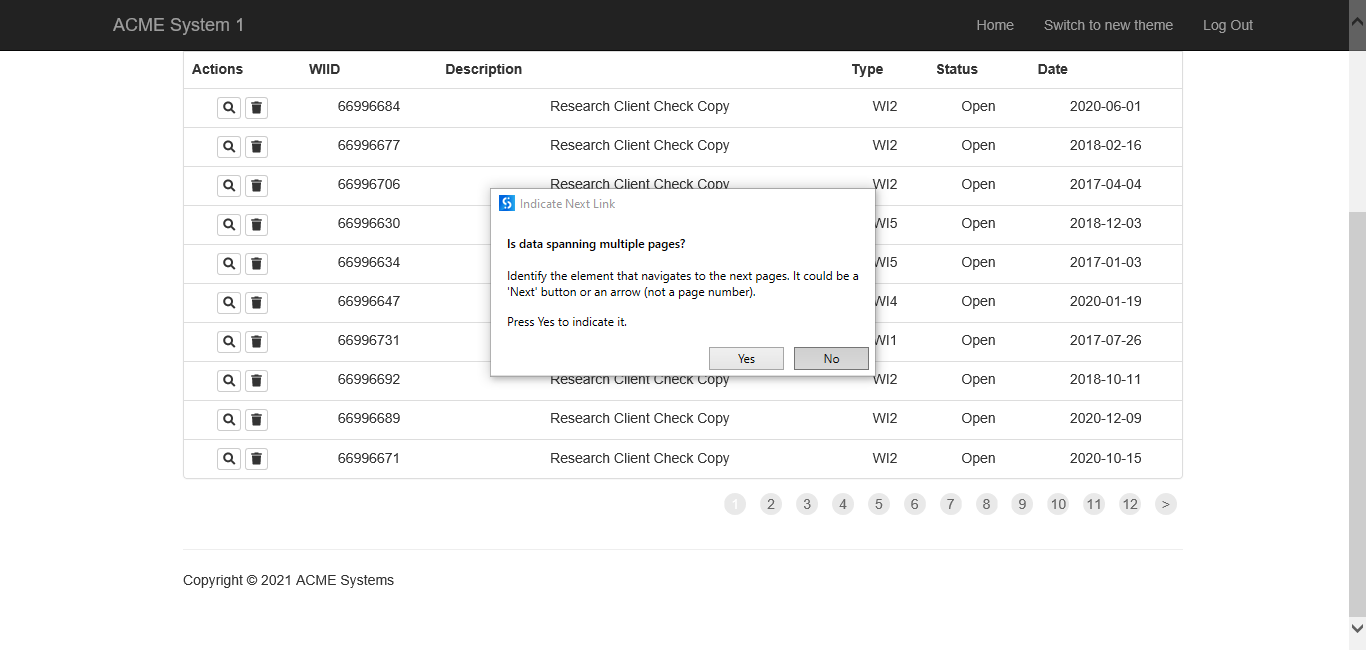 ACME System 1 Home Switch to new theme Log Out
Actions WIID Description Type Status Date
66996684 Research Client Check Copy WI2 Open 2020-06-01
66996677 Research Client Check Copy WI2 Open 2018-02-16
66996706 Research Client Check Copy WI2 Open 2017-04-04
Indicate Next Link
66996630 WI5 Open 2018-12-03
Is data spanning multiple pages?
66996634 WI5 Open 2017-01-03
Identify the element that navigates to the next pages. It could be a
'Next' button or an arrow (not a page number).
66996647 WI4 Open 2020-01-19
Press Yes to indicate it.
66996731 WI1 Open 2017-07-26
Yes No
66996692 Research Client Check Copy WI2 Open 2018-10-11
66996689 Research Client Check Copy WI2 Open 2020-12-09
66996671 Research Client Check Copy WI2 Open 2020-10-15
1 2 3 4 5 6 7 8 9 10 11 12 >
Copyright © 2021 ACME Systems